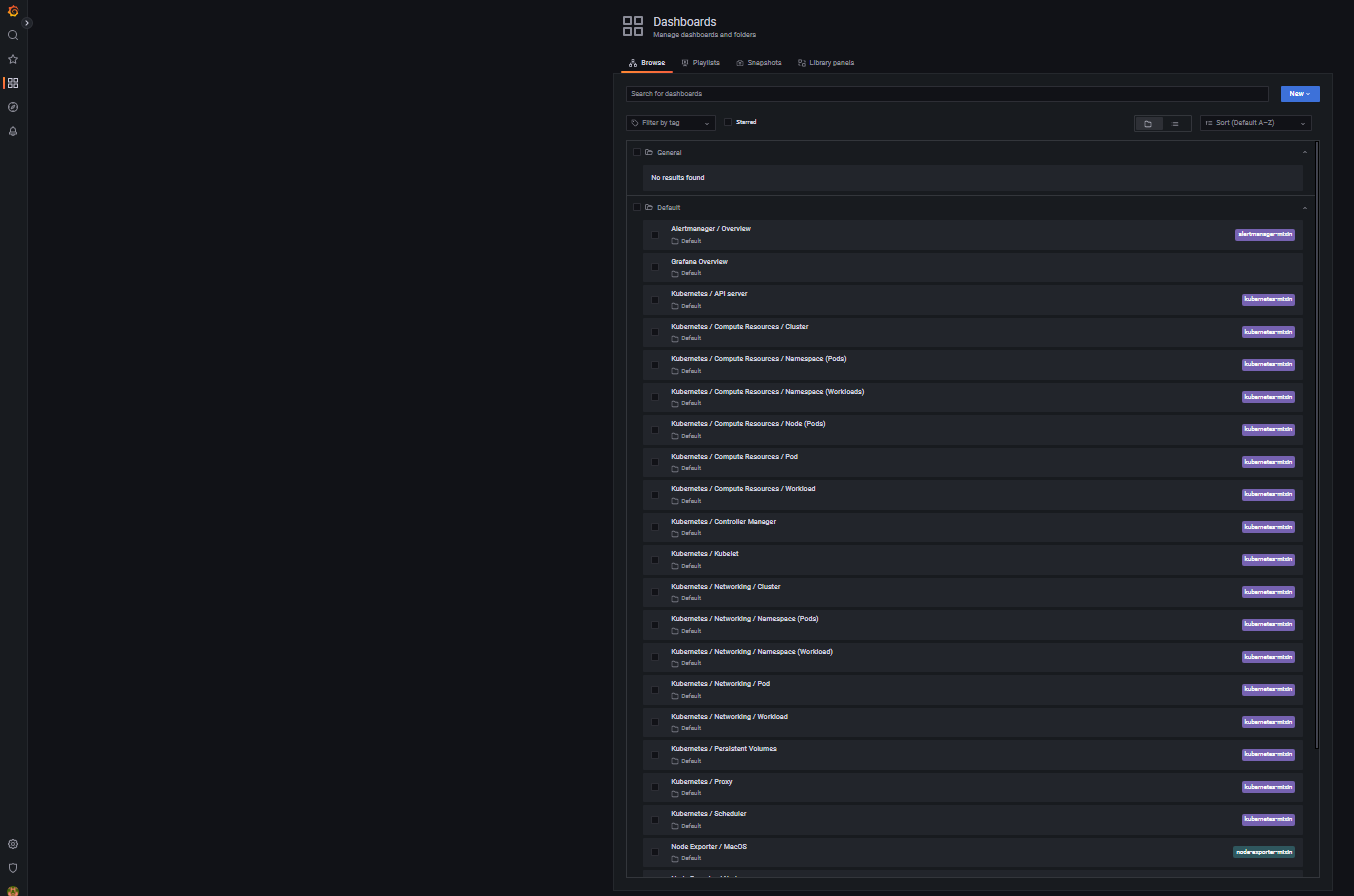 Dashboards
Manage dashboards and folders
Browse
Playlists
Snapshots
Library panels
Search for dashboards
New
Filter by tag
Starred
Sort (Default A–Z)
General
No results found
Default
Alertmanager / Overview
Default
alertmanager-mixin
Grafana Overview
Default
Kubernetes / API server
Default
kubernetes-mixin
Kubernetes / Compute Resources / Cluster
Default
kubernetes-mixin
Kubernetes / Compute Resources / Namespace (Pods)
Default
kubernetes-mixin
Kubernetes / Compute Resources / Namespace (Workloads)
Default
kubernetes-mixin
Kubernetes / Compute Resources / Node (Pods)
Default
kubernetes-mixin
Kubernetes / Compute Resources / Pod
Default
kubernetes-mixin
Kubernetes / Compute Resources / Workload
Default
kubernetes-mixin
Kubernetes / Controller Manager
Default
kubernetes-mixin
Kubernetes / Kubelet
Default
kubernetes-mixin
Kubernetes / Networking / Cluster
Default
kubernetes-mixin
Kubernetes / Networking / Namespace (Pods)
Default
kubernetes-mixin
Kubernetes / Networking / Namespace (Workload)
Default
kubernetes-mixin
Kubernetes / Networking / Pod
Default
kubernetes-mixin
Kubernetes / Networking / Workload
Default
kubernetes-mixin
Kubernetes / Persistent Volumes
Default
kubernetes-mixin
Kubernetes / Proxy
Default
kubernetes-mixin
Kubernetes / Scheduler
Default
kubernetes-mixin
Node Exporter / MacOS
Default
node-exporter-mixin